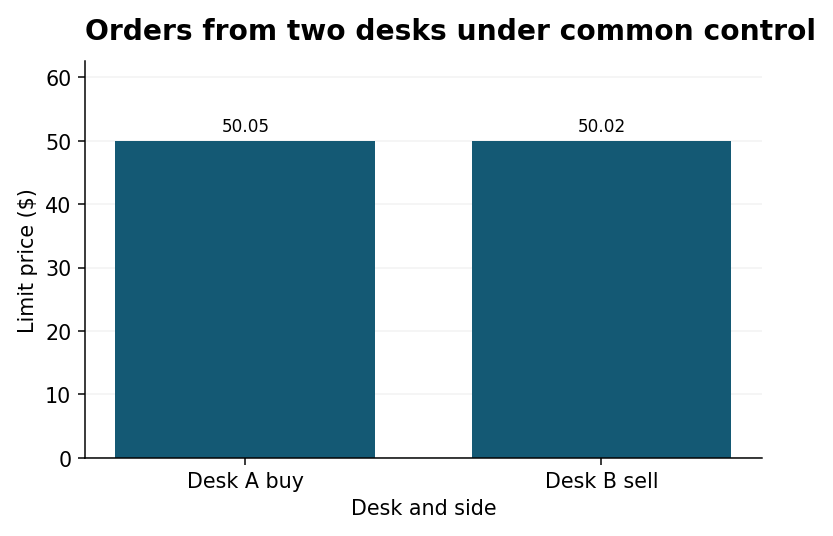 Orders from two desks under common control
60
50
40
30
20
10
0
Limit price ($)
50.05
50.02
Desk A buy
Desk B sell
Desk and side